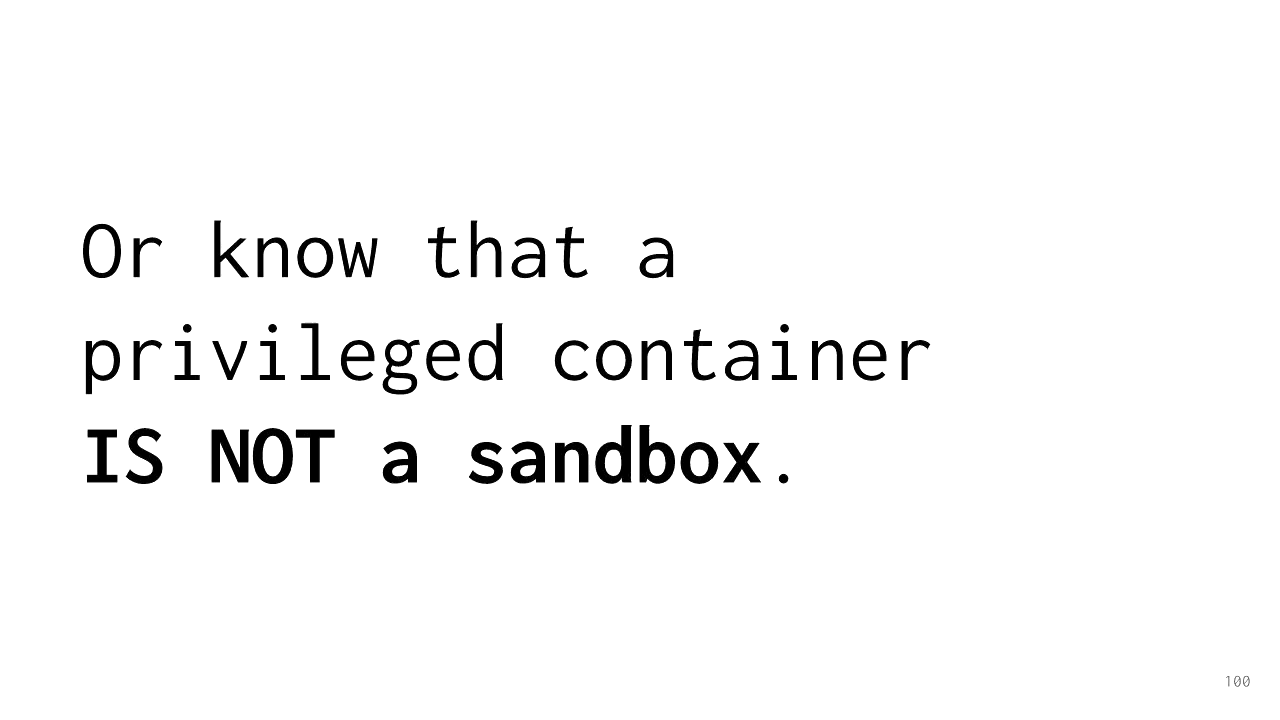 Or know that a
privileged container
IS NOT a sandbox.
100